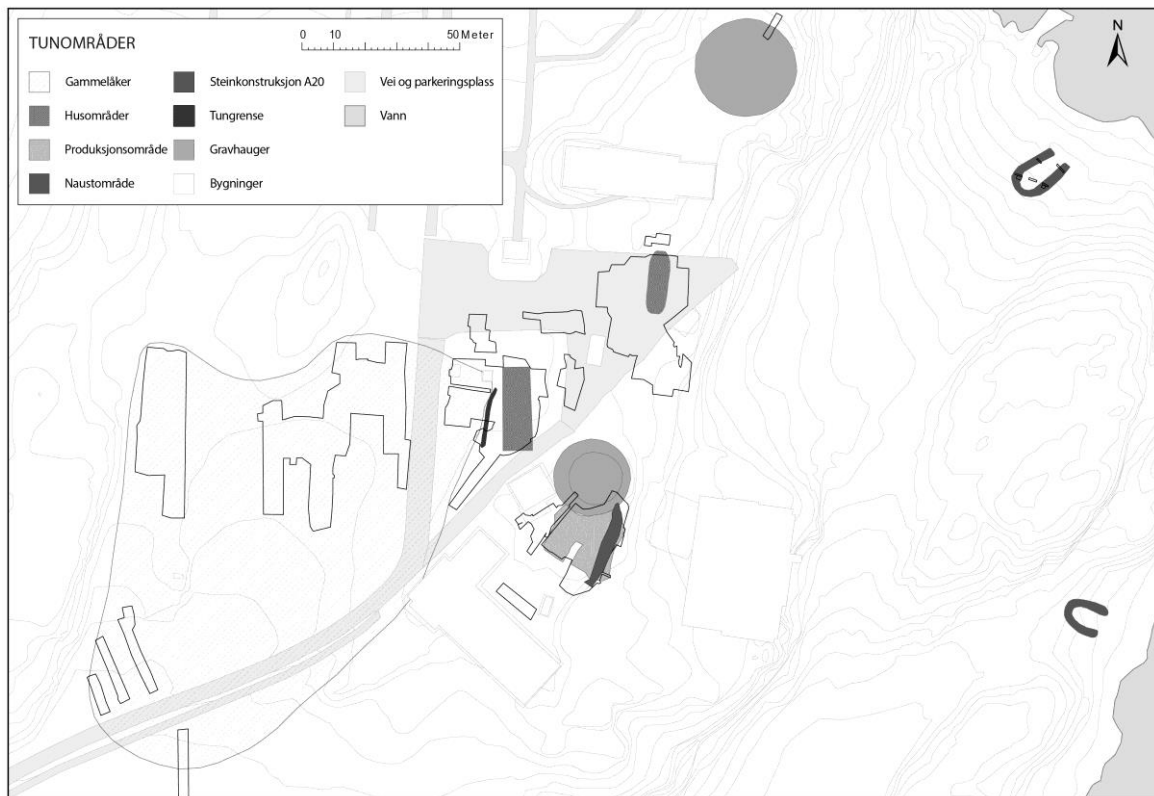 TUNOMRÅDER
0 10 50 Meter
Gammelåker
Husområder
Produksjonsområde
Naustområde
Steinkonstruksjon A20
Tungrense
Gravhauger
Bygninger
Vei og parkeringsplass
Vann
N